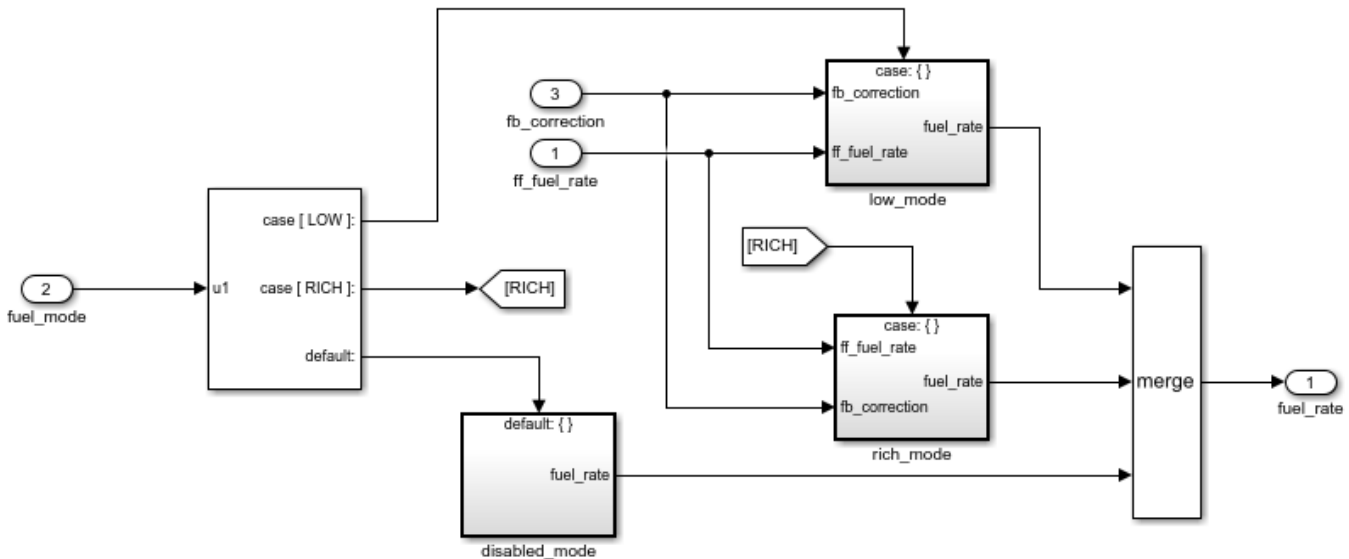 case: { }
3
fb_correction
fb_correction
fuel_rate
1
ff_fuel_rate
ff_fuel_rate
low_mode
case [ LOW ]:
[RICH]
2
fuel_mode
u1
case [ RICH ]:
[RICH]
default:
case: { }
ff_fuel_rate
fuel_rate
fb_correction
rich_mode
merge
1
fuel_rate
default: { }
fuel_rate
disabled_mode